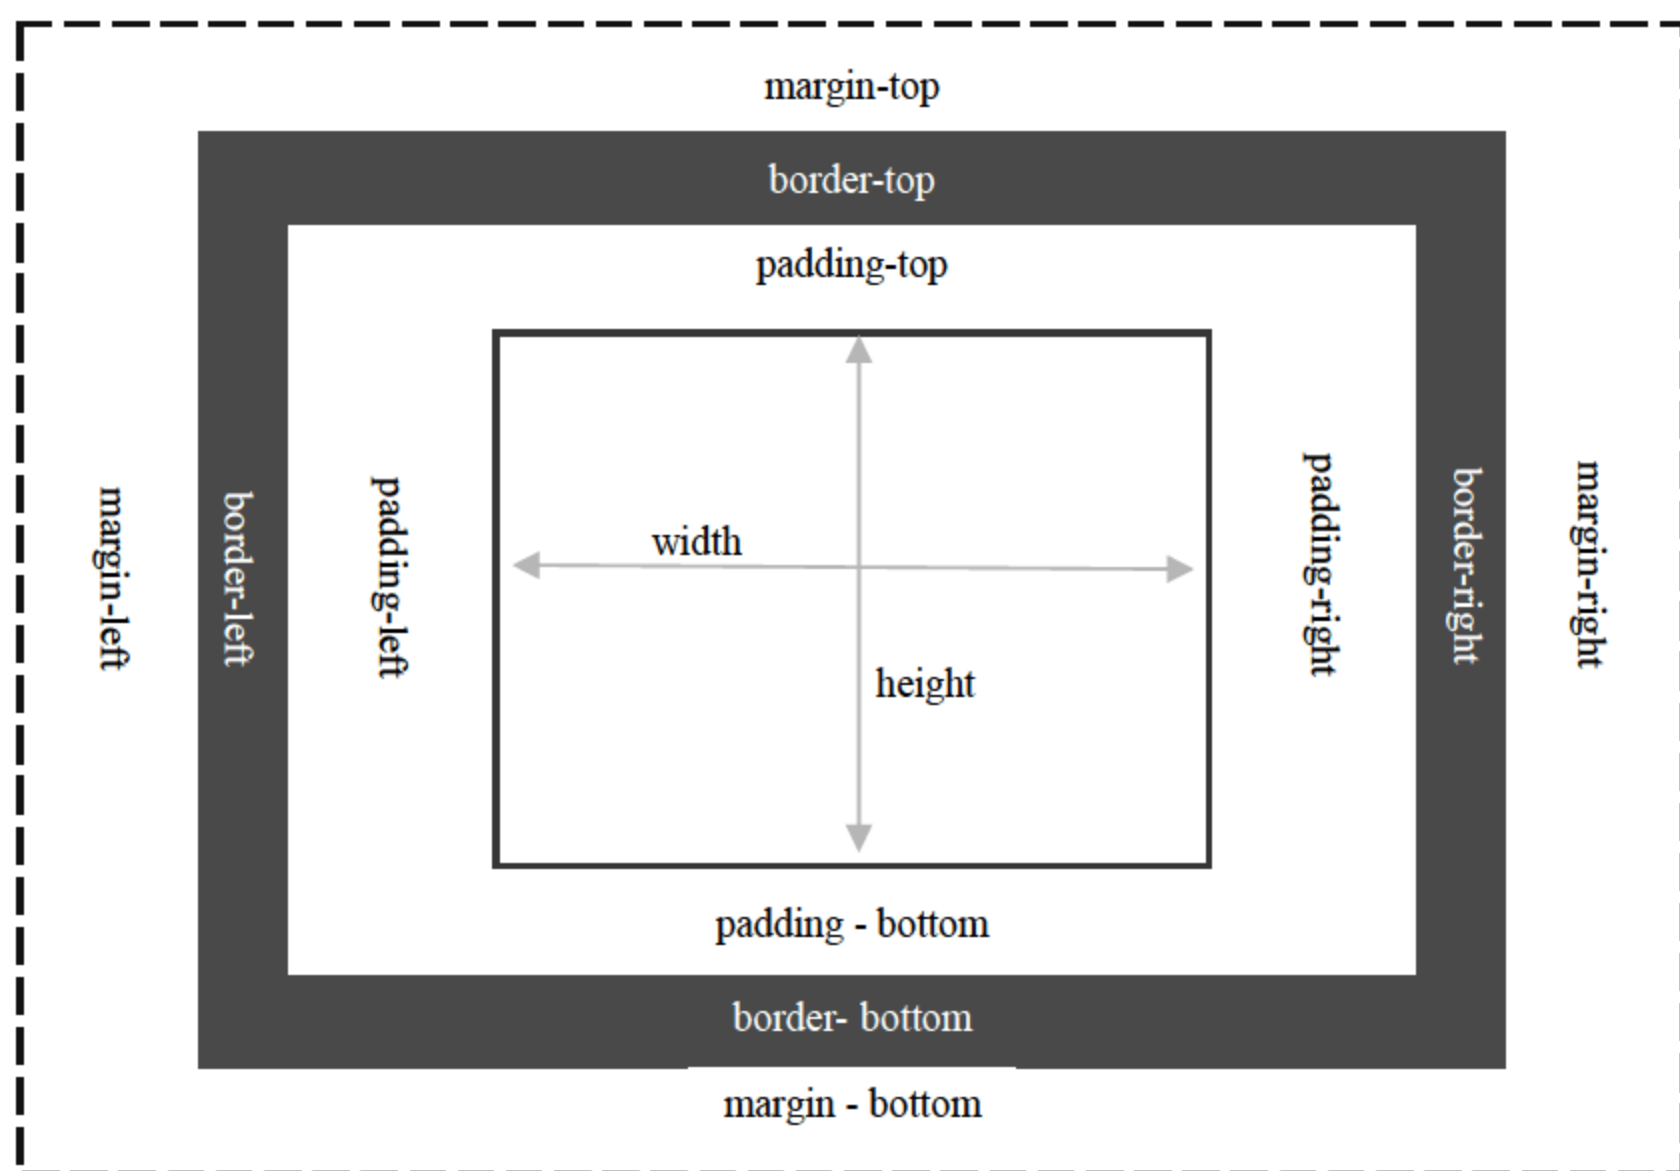 margin-top
border-top
padding-top
margin-left
border-left
padding-left
width
height
padding-right
border-right
margin-right
padding - bottom
border- bottom
margin - bottom